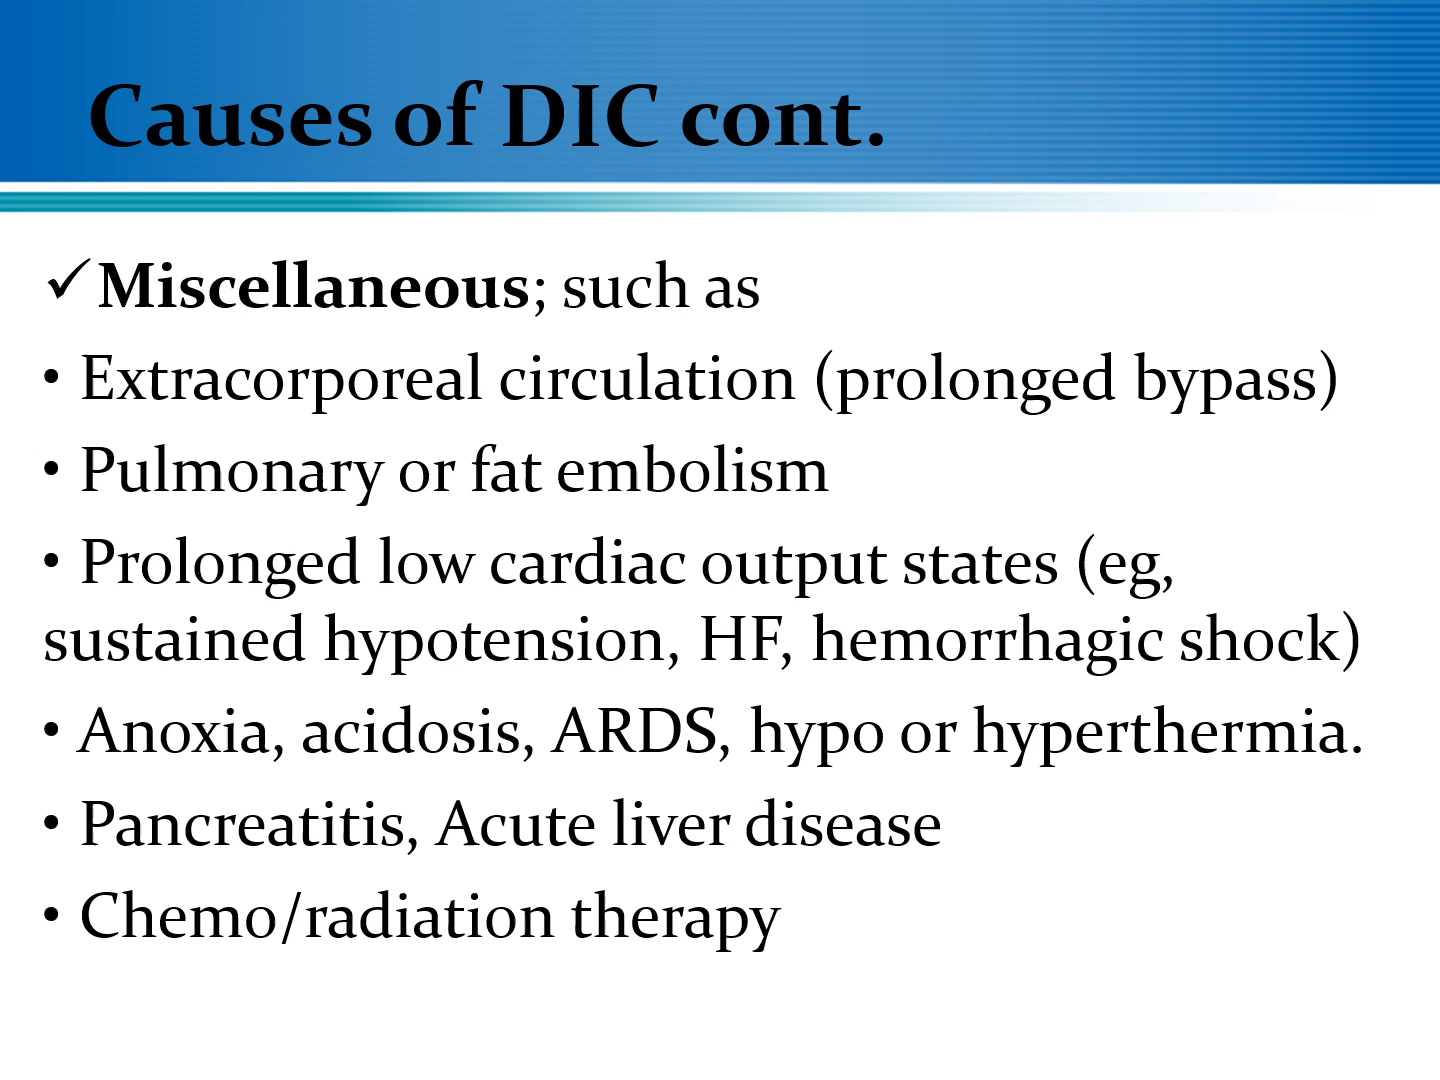 Causes of DIC cont.
✓Miscellaneous; such as
• Extracorporeal circulation (prolonged bypass)
• Pulmonary or fat embolism
• Prolonged low cardiac output states (eg,
sustained hypotension, HF, hemorrhagic shock)
• Anoxia, acidosis, ARDS, hypo or hyperthermia.
• Pancreatitis, Acute liver disease
• Chemo/radiation therapy